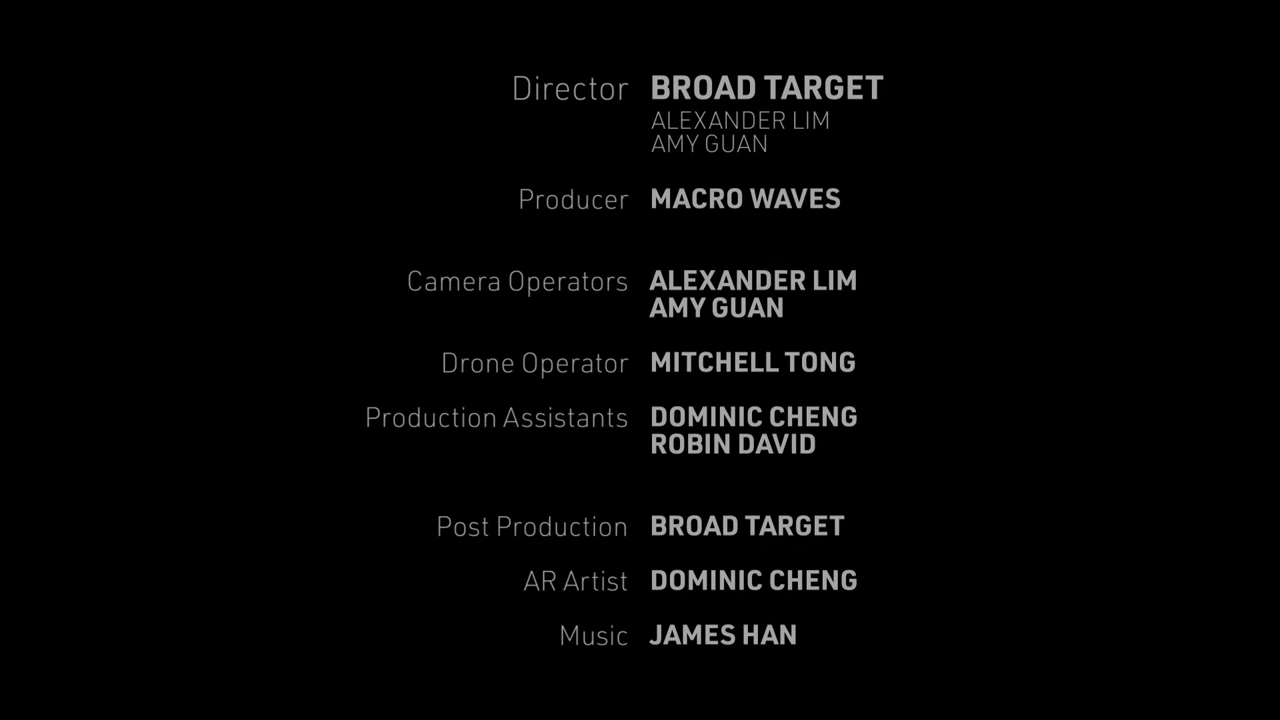 Director BROAD TARGET
ALEXANDER LIM
AMY GUAN
Producer MACRO WAVES
Camera Operators ALEXANDER LIM
AMY GUAN
Drone Operator MITCHELL TONG
Production Assistants DOMINIC CHENG
ROBIN DAVID
Post Production BROAD TARGET
AR Artist DOMINIC CHENG
Music JAMES HAN